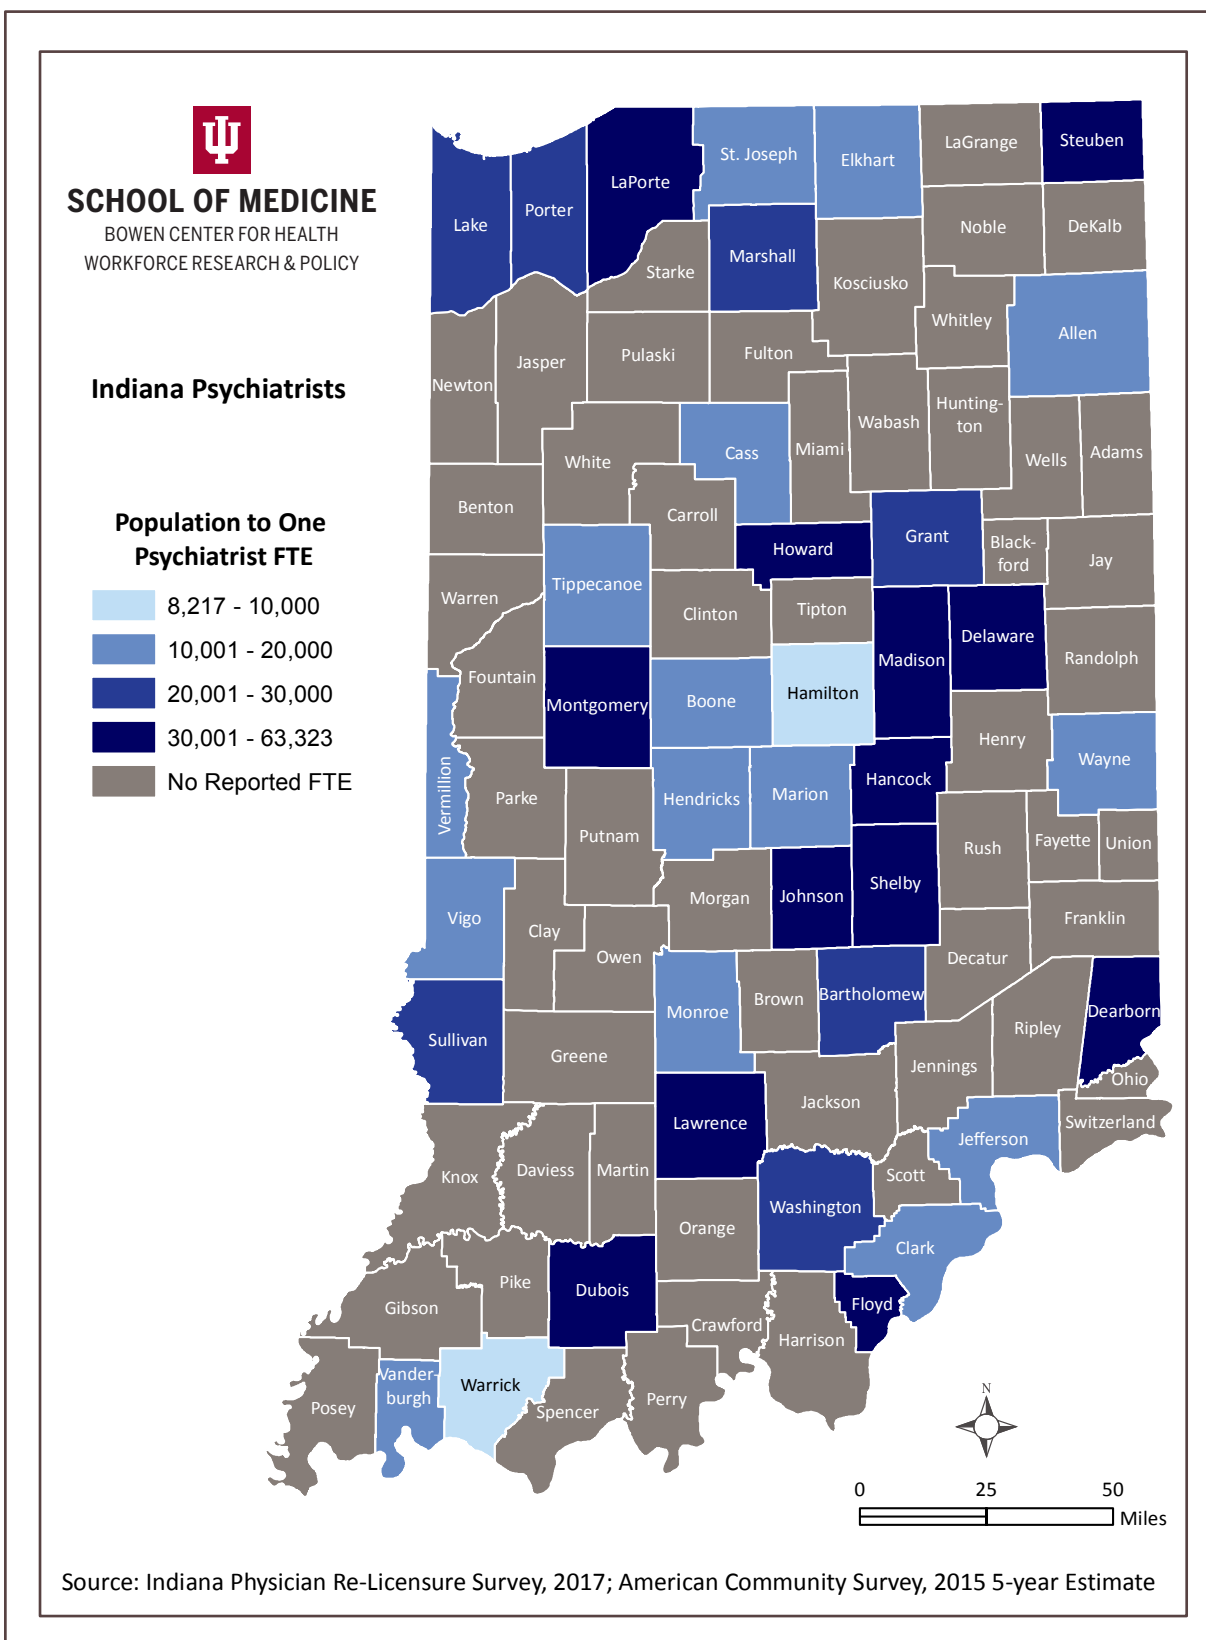 SCHOOL OF MEDICINE
BOWEN CENTER FOR HEALTH
WORKFORCE RESEARCH & POLICY
Indiana Psychiatrists
Population to One
Psychiatrist FTE
8,217 - 10,000
10,001 - 20,000
20,001 - 30,000
30,001 - 63,323
No Reported FTE
Lake
Porter
LaPorte
St. Joseph
Elkhart
LaGrange
Steuben
Noble
DeKalb
Starke
Marshall
Kosciusko
Whitley
Allen
Newton
Jasper
Pulaski
Fulton
Wabash
Hunting-
ton
Miami
Wells
Adams
White
Cass
Benton
Carroll
Howard
Grant
Black-
ford
Jay
Warren
Tippecanoe
Clinton
Tipton
Madison
Delaware
Randolph
Fountain
Montgomery
Boone
Hamilton
Henry
Wayne
Vermillion
Parke
Putnam
Hendricks
Marion
Hancock
Rush
Fayette
Union
Vigo
Clay
Owen
Morgan
Johnson
Shelby
Franklin
Decatur
Sullivan
Greene
Monroe
Brown
Bartholomew
Jennings
Ripley
Dearborn
Ohio
Switzerland
Jackson
Lawrence
Jefferson
Knox
Daviess
Martin
Scott
Orange
Washington
Clark
Gibson
Pike
Dubois
Crawford
Harrison
Floyd
Posey
Vander-
burgh
Warrick
Spencer
Perry
N
0 25 50
Miles
Source: Indiana Physician Re-Licensure Survey, 2017; American Community Survey, 2015 5-year Estimate